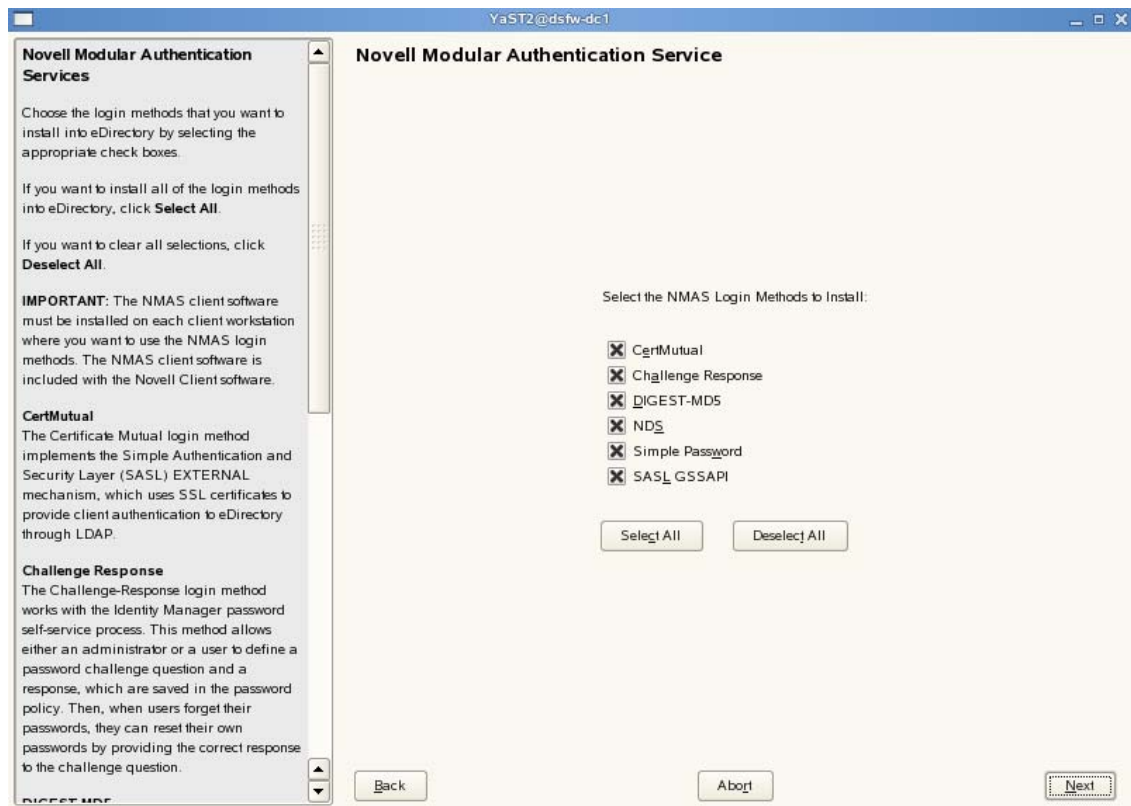 YaST2@dsfw-dc1
Novell Modular Authentication
Services
Choose the login methods that you want to
install into eDirectory by selecting the
appropriate check boxes.
If you want to install all of the login methods
into eDirectory, click Select All.
If you want to clear all selections, click
Deselect All.
IMPORTANT: The NMAS client software
must be installed on each client workstation
where you want to use the NMAS login
methods. The NMAS client software is
included with the Novell Client software.
CertMutual
The Certificate Mutual login method
implements the Simple Authentication and
Security Layer (SASL) EXTERNAL
mechanism, which uses SSL certificates to
provide client authentication to eDirectory
through LDAP.
Challenge Response
The Challenge-Response login method
works with the Identity Manager password
self-service process. This method allows
either an administrator or a user to define a
password challenge question and a
response, which are saved in the password
policy. Then, when users forget their
passwords, they can reset their own
passwords by providing the correct response
to the challenge question.
DIGEST-MD5
Novell Modular Authentication Service
Select the NMAS Login Methods to Install:
CertMutual
Challenge Response
DIGEST-MD5
NDS
Simple Password
SASL GSSAPI
Select All
Deselect All
Back
Abort
Next